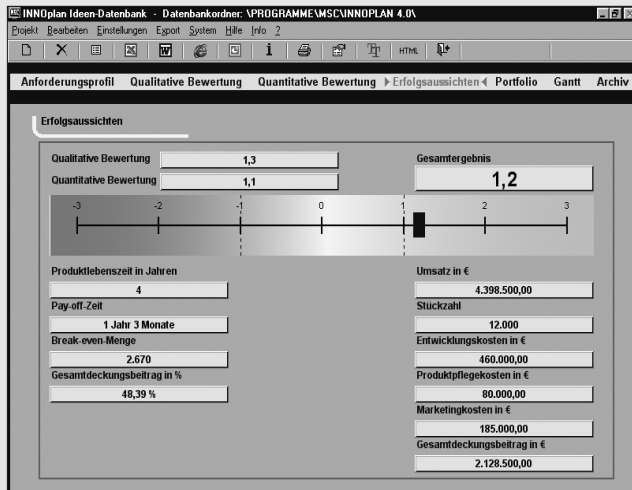 INNOplan Ideen-Datenbank - Datenbankordner: \PROGRAMME\MSC\INNOPLAN 4.0\
Projekt Bearbeiten Einstellungen Export System Hilfe Info ?
HTML
Anforderungsprofil Qualitative Bewertung Quantitative Bewertung Erfolgsaussichten Portfolio Gantt Archiv
Erfolgsaussichten
Qualitative Bewertung 1,3
Quantitative Bewertung 1,1
Gesamtergebnis
1,2
-3 -2 -1 0 1 2 3
Produktlebenszeit in Jahren
4
Pay-off-Zeit
1 Jahr 3 Monate
Break-even-Menge
2.670
Gesamtdeckungsbeitrag in %
48,39 %
Umsatz in €
4.398.500,00
Stückzahl
12.000
Entwicklungskosten in €
460.000,00
Produktpflegekosten in €
80.000,00
Marketingkosten in €
185.000,00
Gesamtdeckungsbeitrag in €
2.128.500,00